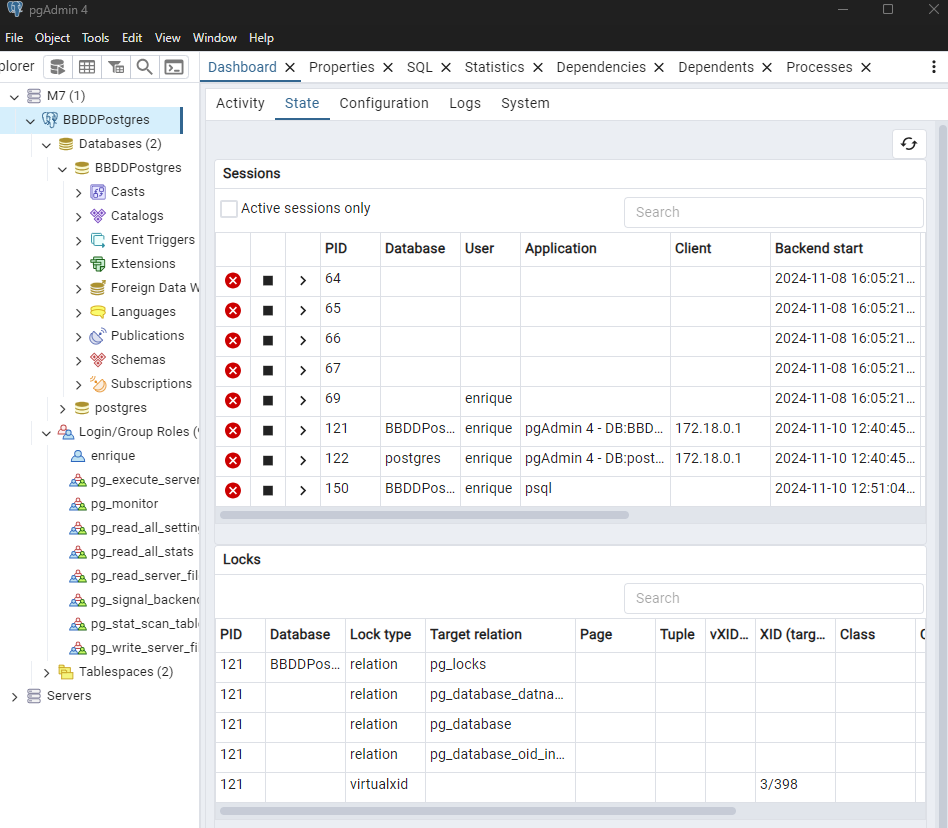 pgAdmin 4
File Object Tools Edit View Window Help
plorer
Dashboard Properties SQL Statistics Dependencies Dependents Processes
M7 (1)
BBDDPostgres
Databases (2)
BBDDPostgres
Casts
Catalogs
Event Triggers
Extensions
Foreign Data W
Languages
Publications
Schemas
Subscriptions
postgres
Login/Group Roles (9
enrique
pg_execute_server
pg_monitor
pg_read_all_setting
pg_read_all_stats
pg_read_server_fil
pg_signal_backend
pg_stat_scan_table
pg_write_server_fi
Tablespaces (2)
Servers
Activity State Configuration Logs System
Sessions
Active sessions only Search
PID Database User Application Client Backend start
64 2024-11-08 16:05:21...
65 2024-11-08 16:05:21...
66 2024-11-08 16:05:21...
67 2024-11-08 16:05:21...
69 enrique 2024-11-08 16:05:21...
121 BBDDPos... enrique pgAdmin 4 - DB:BBD... 172.18.0.1 2024-11-10 12:40:45...
122 postgres enrique pgAdmin 4 - DB:post... 172.18.0.1 2024-11-10 12:40:45...
150 BBDDPos... enrique psql 2024-11-10 12:51:04...
Locks
Search
PID Database Lock type Target relation Page Tuple vXID... XID (targ... Class
121 BBDDPos... relation pg_locks
121 relation pg_database_datna...
121 relation pg_database
121 relation pg_database_oid_in...
121 virtualxid 3/398